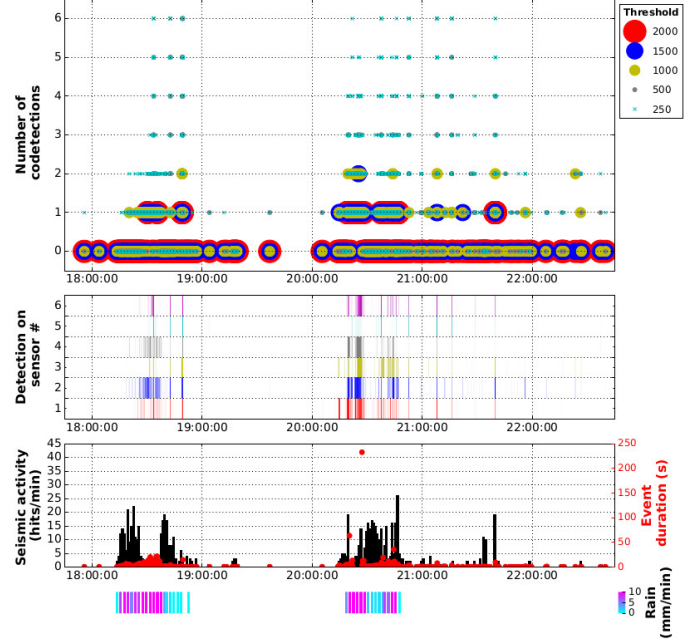 Threshold
2000
1500
1000
500
250
Number of
codetections
6
5
4
3
2
1
0
18:00:00 19:00:00 20:00:00 21:00:00 22:00:00
Detection on
sensor #
6
5
4
3
2
1
18:00:00 19:00:00 20:00:00 21:00:00 22:00:00
Seismic activity
(hits/min)
45
40
35
30
25
20
15
10
5
0
250
200
150
100
50
0
Event
duration (s)
18:00:00 19:00:00 20:00:00 21:00:00 22:00:00
10
5
0
Rain
(mm/min)